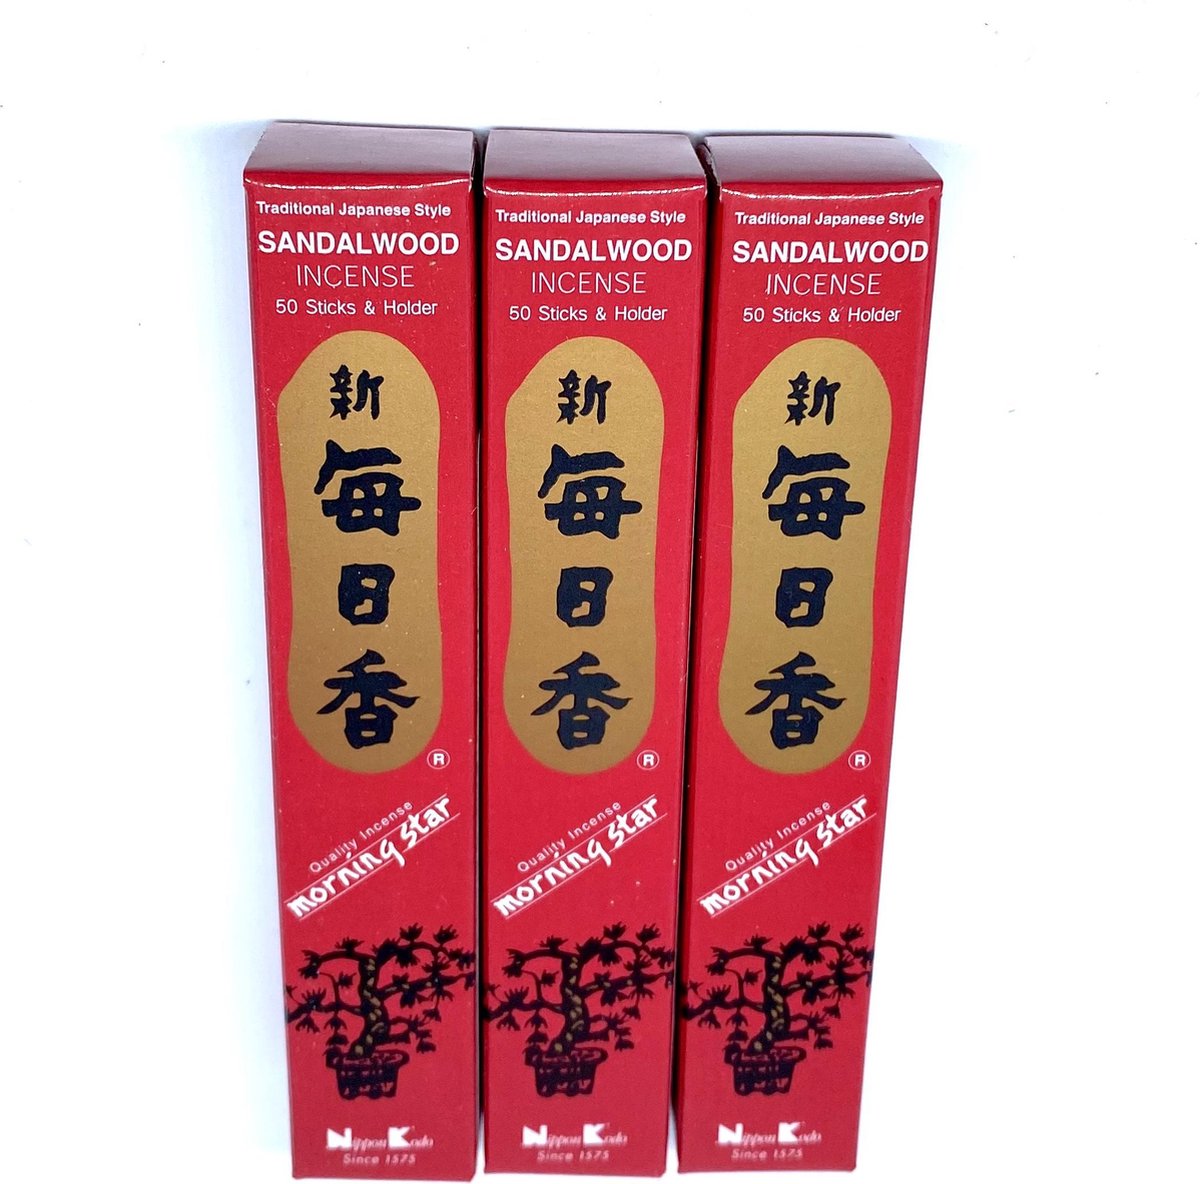 Traditional Japanese Style
SANDALWOOD
INCENSE
50 Sticks & Holder
新
毎
日
香
®
Quality Incense
morning star
Nippon Kodo
Since 1575
Traditional Japanese Style
SANDALWOOD
INCENSE
50 Sticks & Holder
新
毎
日
香
®
Quality Incense
morning star
Nippon Kodo
Since 1575
Traditional Japanese Style
SANDALWOOD
INCENSE
50 Sticks & Holder
新
毎
日
香
®
Quality Incense
morning star
Nippon Kodo
Since 1575